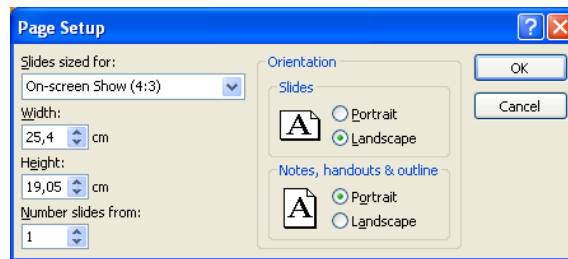 Page Setup
Slides sized for:
On-screen Show (4:3)
Width:
25,4 cm
Height:
19,05 cm
Number slides from:
1
Orientation
Slides
A
Portrait
Landscape
Notes, handouts & outline
A
Portrait
Landscape
OK
Cancel